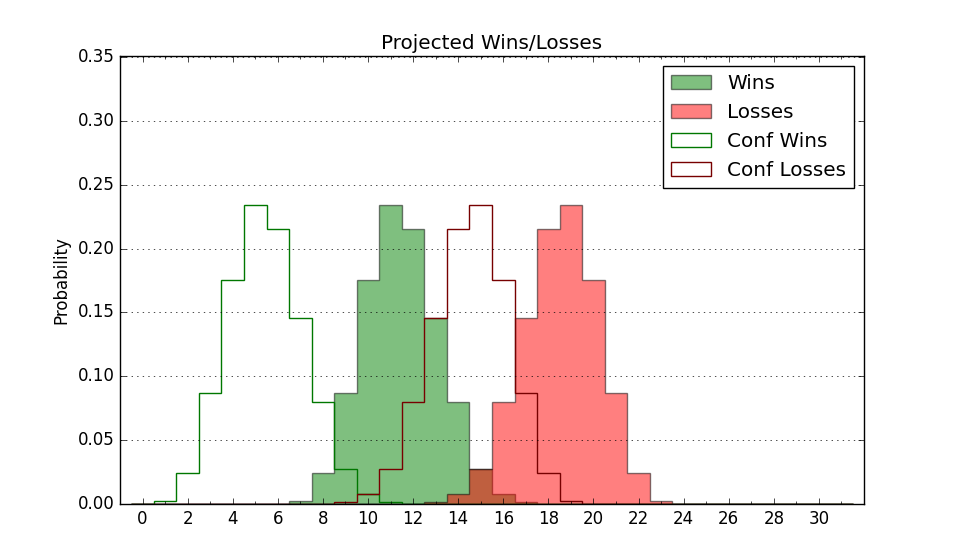 Projected Wins/Losses
0.35
0.30
0.25
0.20
0.15
0.10
0.05
0.00
Probability
Wins
Losses
Conf Wins
Conf Losses
0 2 4 6 8 10 12 14 16 18 20 22 24 26 28 30